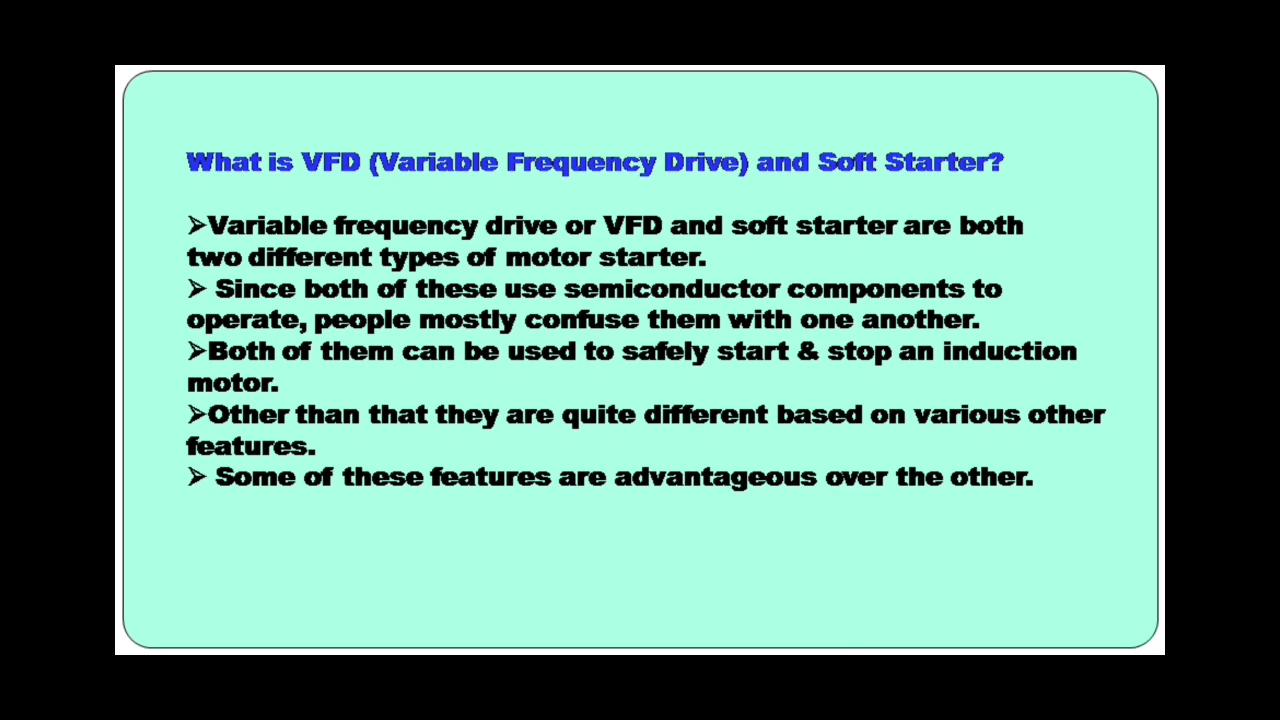 What is VFD (Variable Frequency Drive) and Soft Starter?
➢Variable frequency drive or VFD and soft starter are both
two different types of motor starter.
➢ Since both of these use semiconductor components to
operate, people mostly confuse them with one another.
➢Both of them can be used to safely start & stop an induction
motor.
➢Other than that they are quite different based on various other
features.
➢ Some of these features are advantageous over the other.